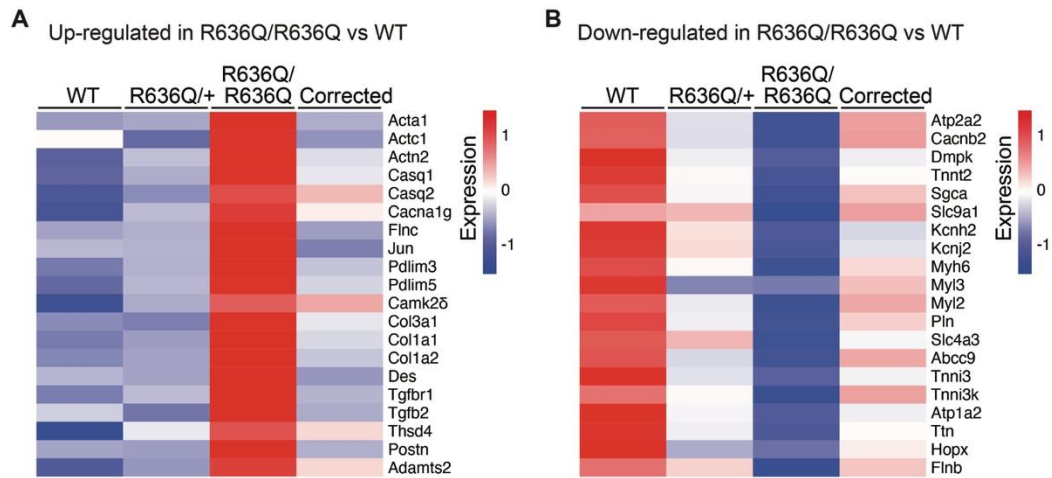 A Up-regulated in R636Q/R636Q vs WT
WT R636Q/+ R636Q/ R636Q Corrected
Acta1
Actc1
Actn2
Casq1
Casq2
Cacna1g
Flnc
Jun
Pdlim3
Pdlim5
Camk2δ
Col3a1
Col1a1
Col1a2
Des
Tgfbr1
Tgfb2
Thsd4
Postn
Adamts2
Expression
1
0
-1
B Down-regulated in R636Q/R636Q vs WT
WT R636Q/+ R636Q/ R636Q Corrected
Atp2a2
Cacnb2
Dmpk
Tnnt2
Sgca
Slc9a1
Kcnh2
Kcnj2
Myh6
Myl3
Myl2
Pln
Slc4a3
Abcc9
Tnni3
Tnni3k
Atp1a2
Ttn
Hopx
Flnb
Expression
1
0
-1